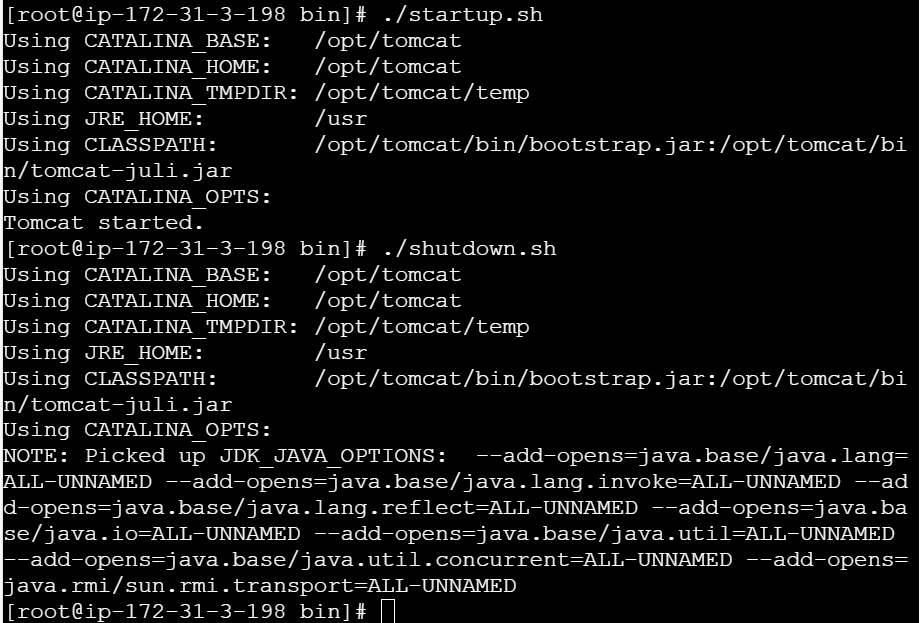 [root@ip-172-31-3-198 bin]# ./startup.sh
Using CATALINA_BASE:   /opt/tomcat
Using CATALINA_HOME:   /opt/tomcat
Using CATALINA_TMPDIR: /opt/tomcat/temp
Using JRE_HOME:        /usr
Using CLASSPATH:       /opt/tomcat/bin/bootstrap.jar:/opt/tomcat/bi
n/tomcat-juli.jar
Using CATALINA_OPTS:
Tomcat started.
[root@ip-172-31-3-198 bin]# ./shutdown.sh
Using CATALINA_BASE:   /opt/tomcat
Using CATALINA_HOME:   /opt/tomcat
Using CATALINA_TMPDIR: /opt/tomcat/temp
Using JRE_HOME:        /usr
Using CLASSPATH:       /opt/tomcat/bin/bootstrap.jar:/opt/tomcat/bi
n/tomcat-juli.jar
Using CATALINA_OPTS:
NOTE: Picked up JDK_JAVA_OPTIONS:  --add-opens=java.base/java.lang=
ALL-UNNAMED --add-opens=java.base/java.lang.invoke=ALL-UNNAMED --ad
d-opens=java.base/java.lang.reflect=ALL-UNNAMED --add-opens=java.ba
se/java.io=ALL-UNNAMED --add-opens=java.base/java.util=ALL-UNNAMED
--add-opens=java.base/java.util.concurrent=ALL-UNNAMED --add-opens=
java.rmi/sun.rmi.transport=ALL-UNNAMED
[root@ip-172-31-3-198 bin]#